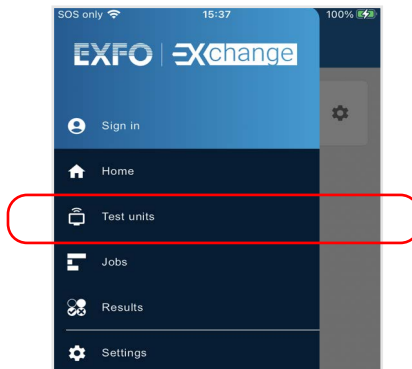 SOS only 15:37 100%
EXFO | EXchange
Sign in
Home
Test units
Jobs
Results
Settings